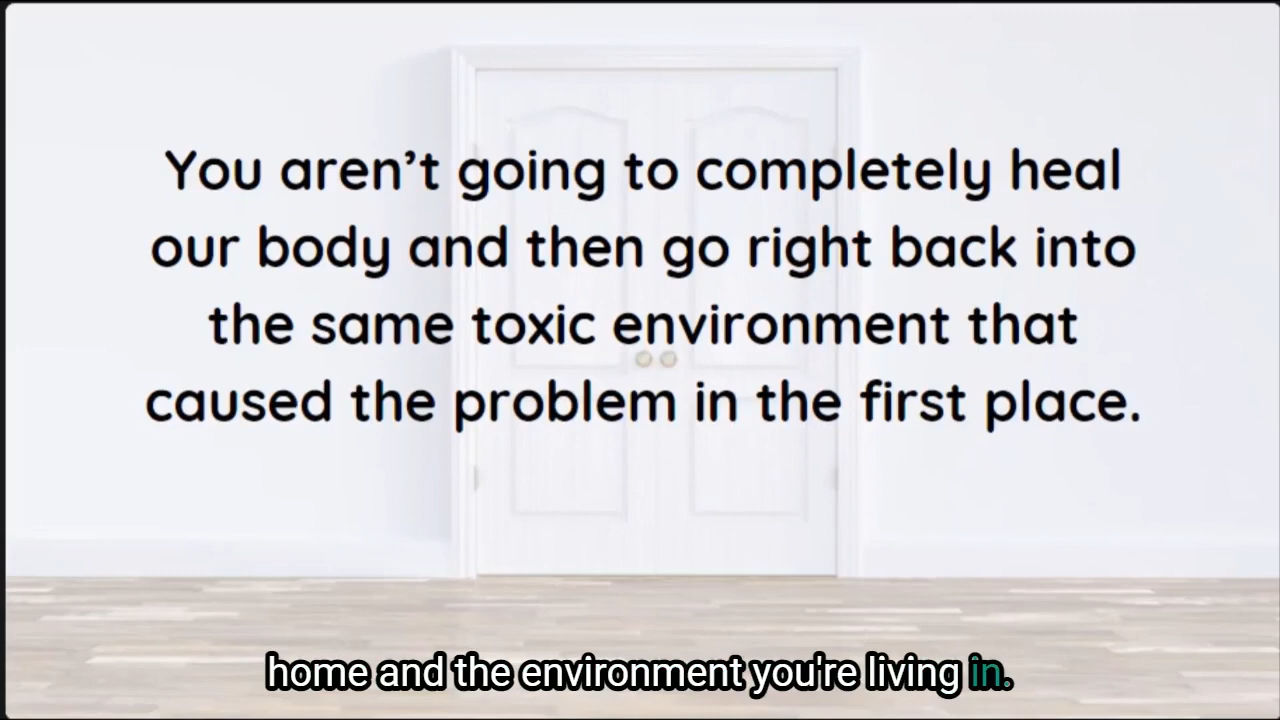 You aren’t going to completely heal
our body and then go right back into
the same toxic environment that
caused the problem in the first place.
home and the environment you're living in.